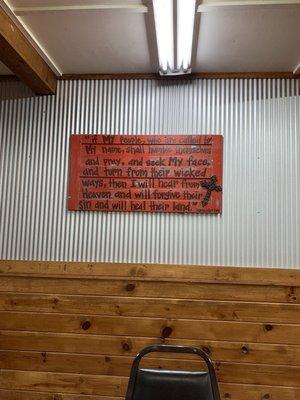 "if MY People, who are called by
MY name, shall humble themselves
and pray, and seek MY face,
and turn from their wicked
ways, then I will hear from
Heaven and will forgive their
sin and will heal their land."